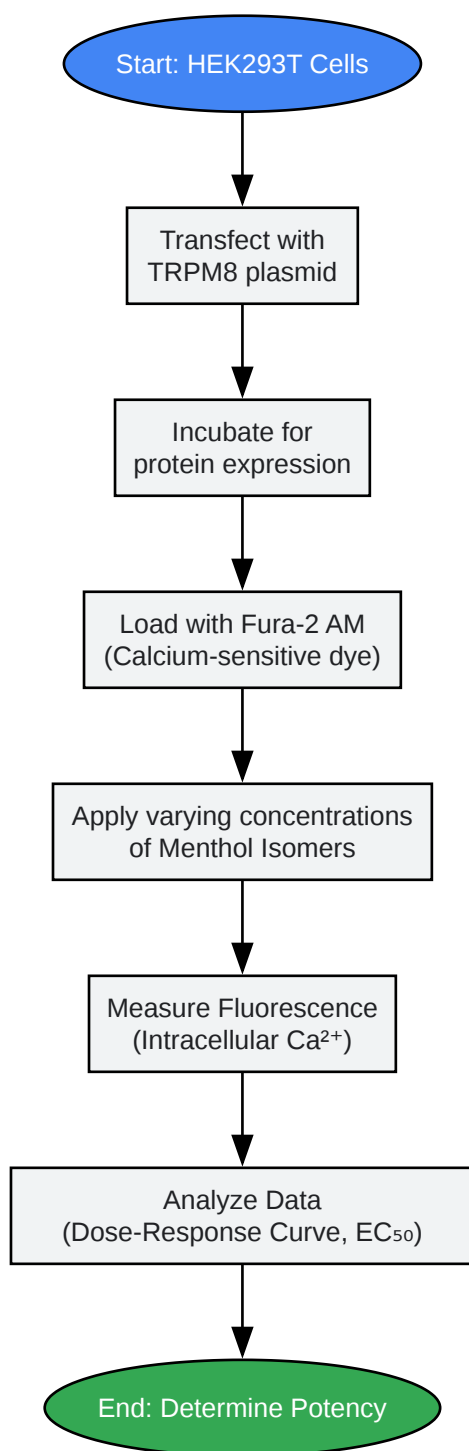 Start: HEK293T Cells
Transfect with
TRPM8 plasmid
Incubate for
protein expression
Load with Fura-2 AM
(Calcium-sensitive dye)
Apply varying concentrations
of Menthol Isomers
Measure Fluorescence
(Intracellular Ca²⁺)
Analyze Data
(Dose-Response Curve, EC₅₀)
End: Determine Potency